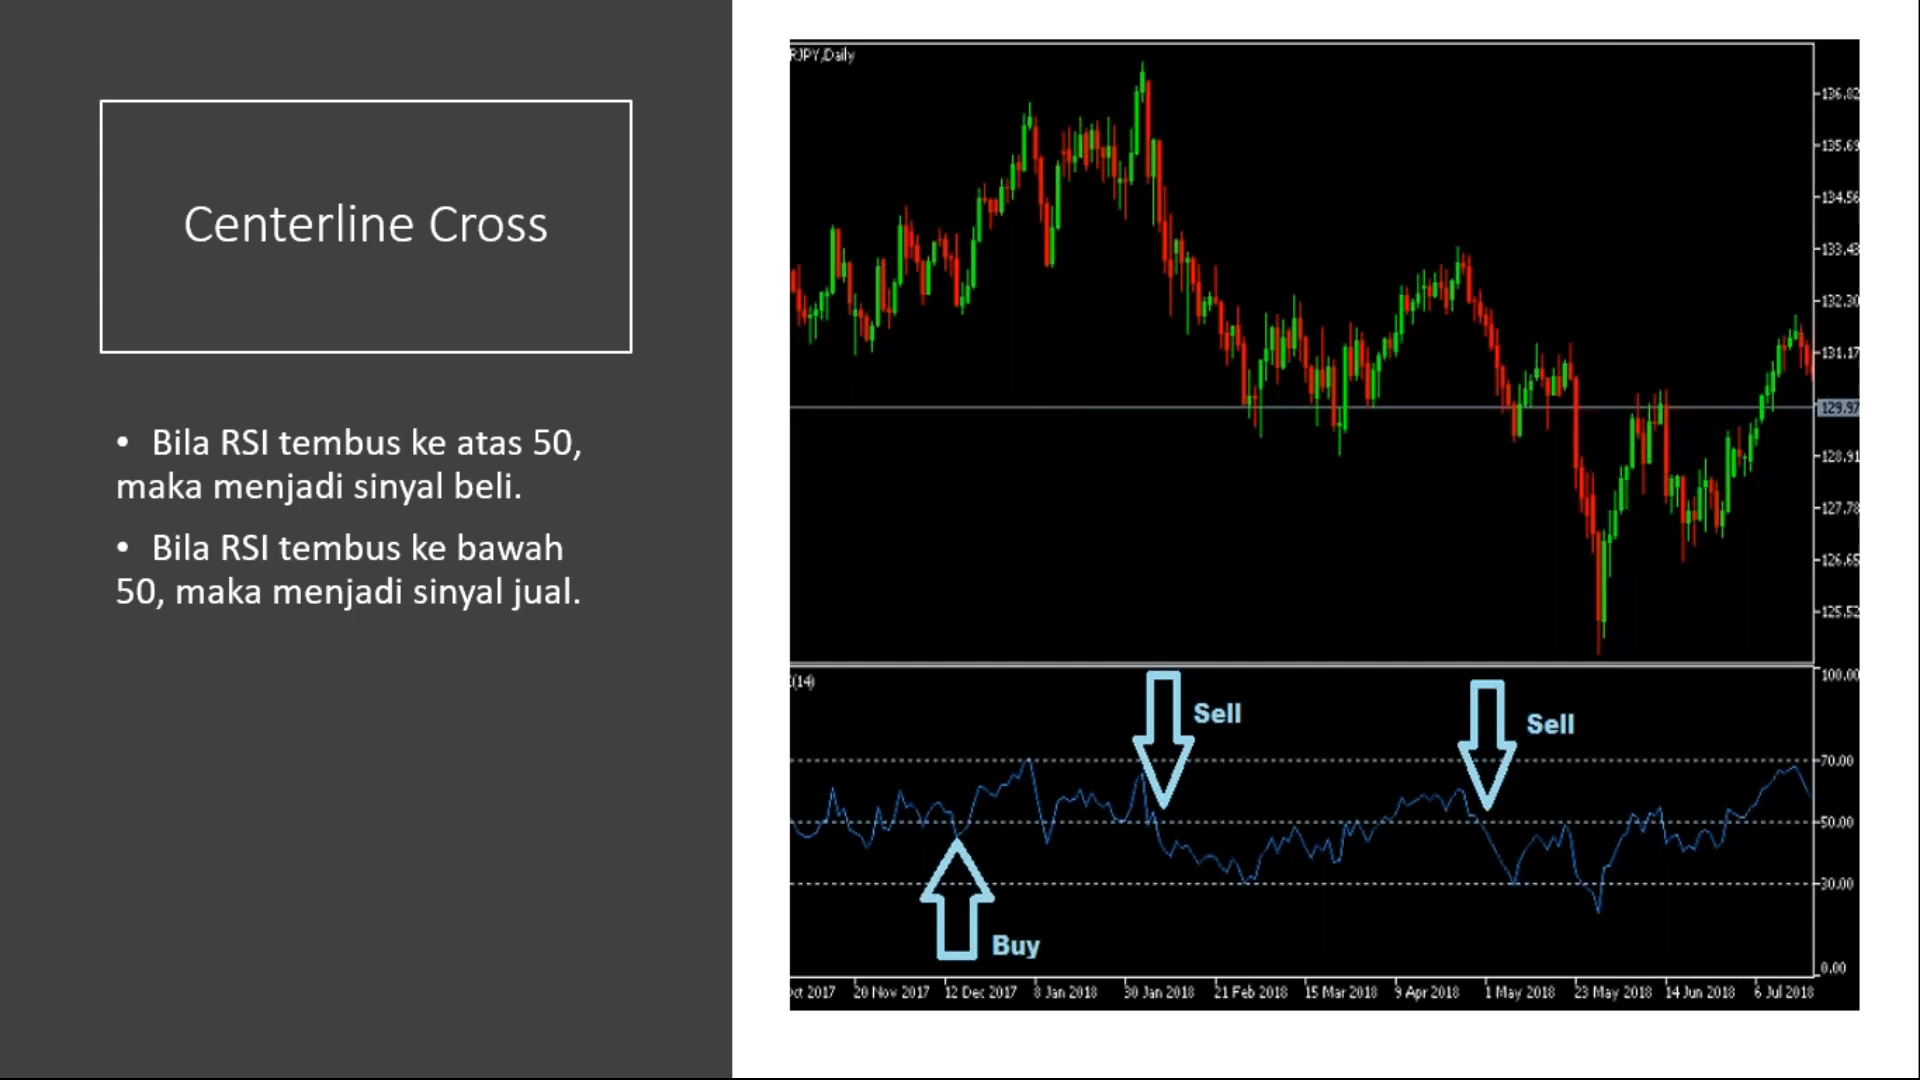 Centerline Cross
• Bila RSI tembus ke atas 50,
maka menjadi sinyal beli.
• Bila RSI tembus ke bawah
50, maka menjadi sinyal jual.
RJPY,Daily
136.82
135.69
134.56
133.43
132.30
131.17
129.97
128.91
127.78
126.65
125.52
(14)
100.00
Sell
Sell
70.00
50.00
30.00
Buy
0.00
ct 2017 20 Nov 2017 12 Dec 2017 8 Jan 2018 30 Jan 2018 21 Feb 2018 15 Mar 2018 9 Apr 2018 1 May 2018 23 May 2018 14 Jun 2018 6 Jul 2018